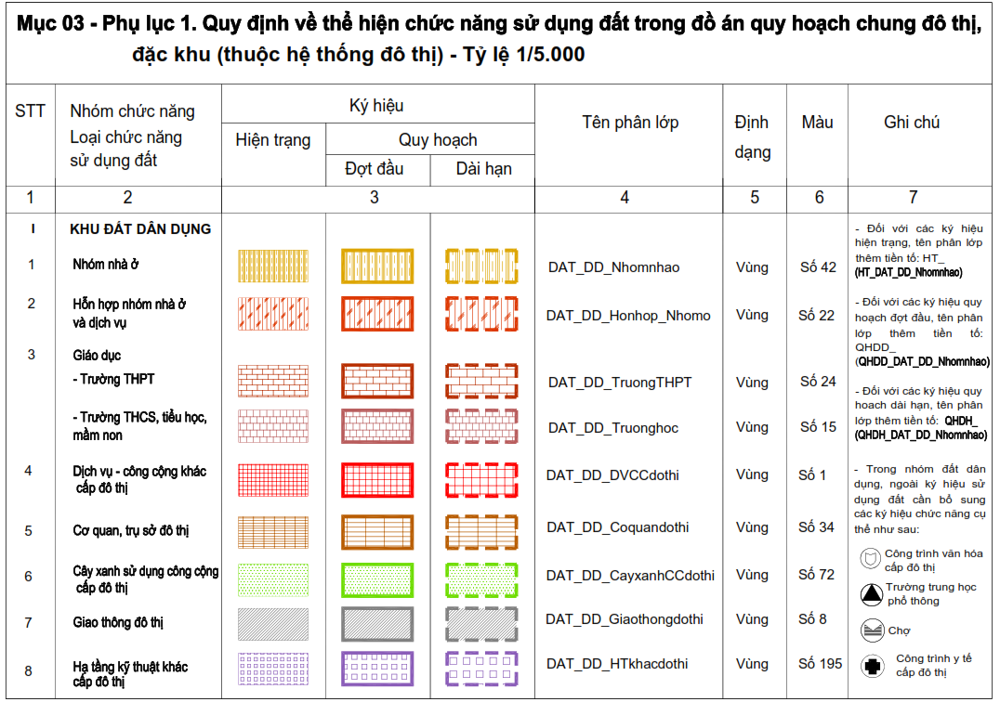 Mục 03 - Phụ lục 1. Quy định về thể hiện chức năng sử dụng đất trong đồ án quy hoạch chung đô thị,
đặc khu (thuộc hệ thống đô thị) - Tỷ lệ 1/5.000
STT
Nhóm chức năng
Loại chức năng
sử dụng đất
Ký hiệu
Hiện trạng
Quy hoạch
Đợt đầu
Dài hạn
Tên phân lớp
Định
dạng
Màu
Ghi chú
1 2 3 4 5 6 7
I KHU ĐẤT DÂN DỤNG
1 Nhóm nhà ở DAT_DD_Nhomnhao Vùng Số 42
2 Hỗn hợp nhóm nhà ở
và dịch vụ
DAT_DD_Honhop_Nhomo Vùng Số 22
3 Giáo dục
- Trường THPT DAT_DD_TruongTHPT Vùng Số 24
- Trường THCS, tiểu học,
mầm non
DAT_DD_Truonghoc Vùng Số 15
4 Dịch vụ - công cộng khác
cấp đô thị
DAT_DD_DVCCdothi Vùng Số 1
5 Cơ quan, trụ sở đô thị DAT_DD_Coquandothi Vùng Số 34
6 Cây xanh sử dụng công cộng
cấp đô thị
DAT_DD_CayxanhCCdothi Vùng Số 72
7 Giao thông đô thị DAT_DD_Giaothongdothi Vùng Số 8
8 Hạ tầng kỹ thuật khác
cấp đô thị
DAT_DD_HTkhacdothi Vùng Số 195
- Đối với các ký hiệu
hiện trạng, tên phân lớp
thêm tiền tố: HT_
(HT_DAT_DD_Nhomnhao)
- Đối với các ký hiệu quy
hoạch đợt đầu, tên phân
lớp thêm tiền tố:
QHDD_
(QHDD_DAT_DD_Nhomnhao)
- Đối với các ký hiệu quy
hoach dài hạn, tên phân
lớp thêm tiền tố: QHDH_
(QHDH_DAT_DD_Nhomnhao)
- Trong nhóm đất dân
dụng, ngoài ký hiệu sử
dụng đất cần bổ sung
các ký hiệu chức năng cụ
thể như sau:
Công trình văn hóa
cấp đô thị
Trường trung học
phổ thông
Chợ
Công trình y tế
cấp đô thị